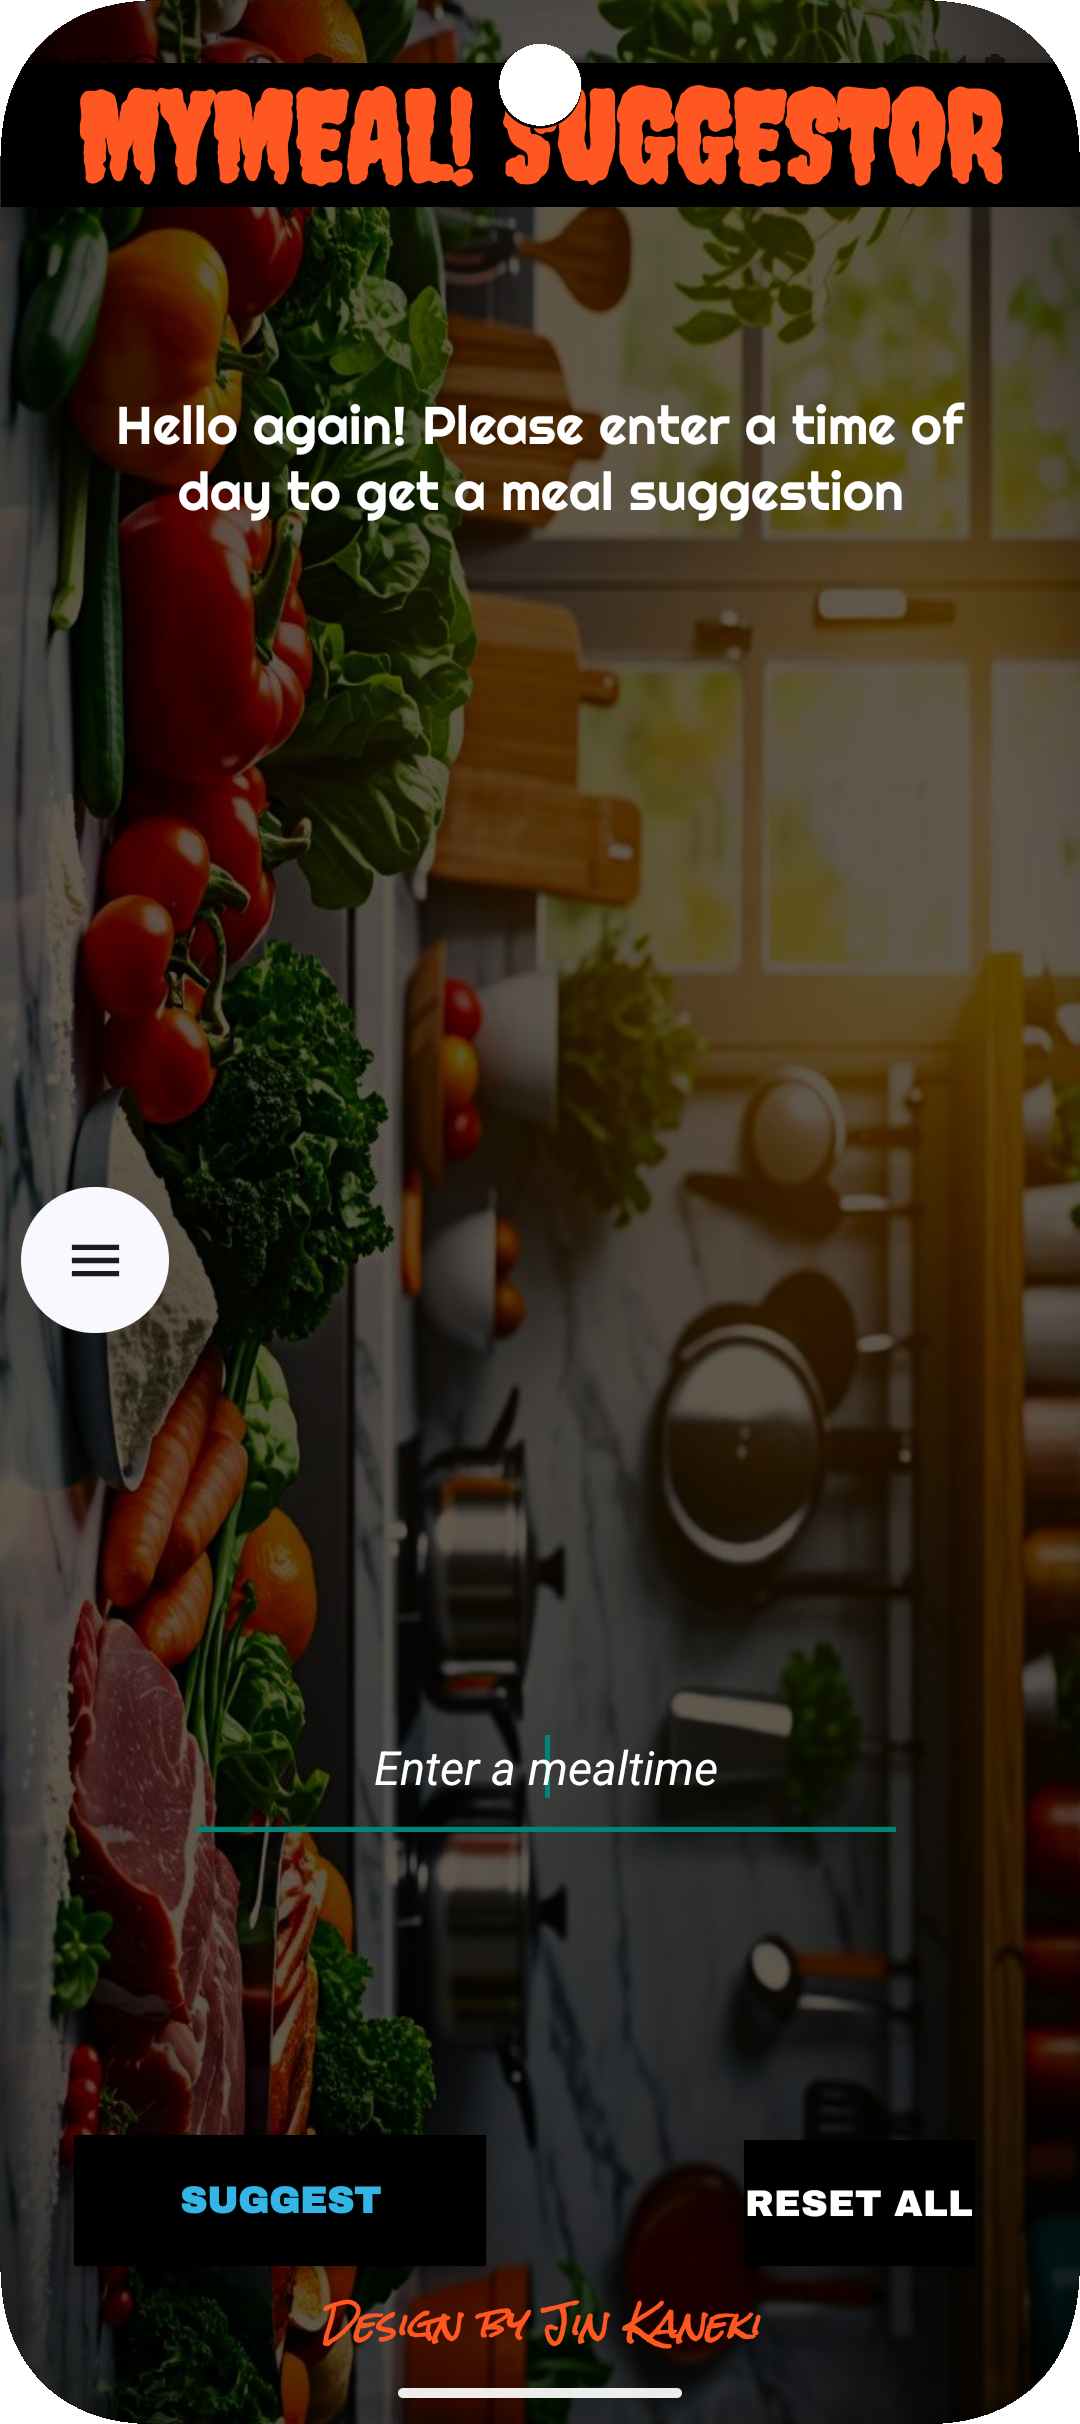 MYMEAL! SUGGESTOR
Hello again! Please enter a time of
day to get a meal suggestion
Enter a mealtime
SUGGEST
RESET ALL
Design by Jin Kaneki